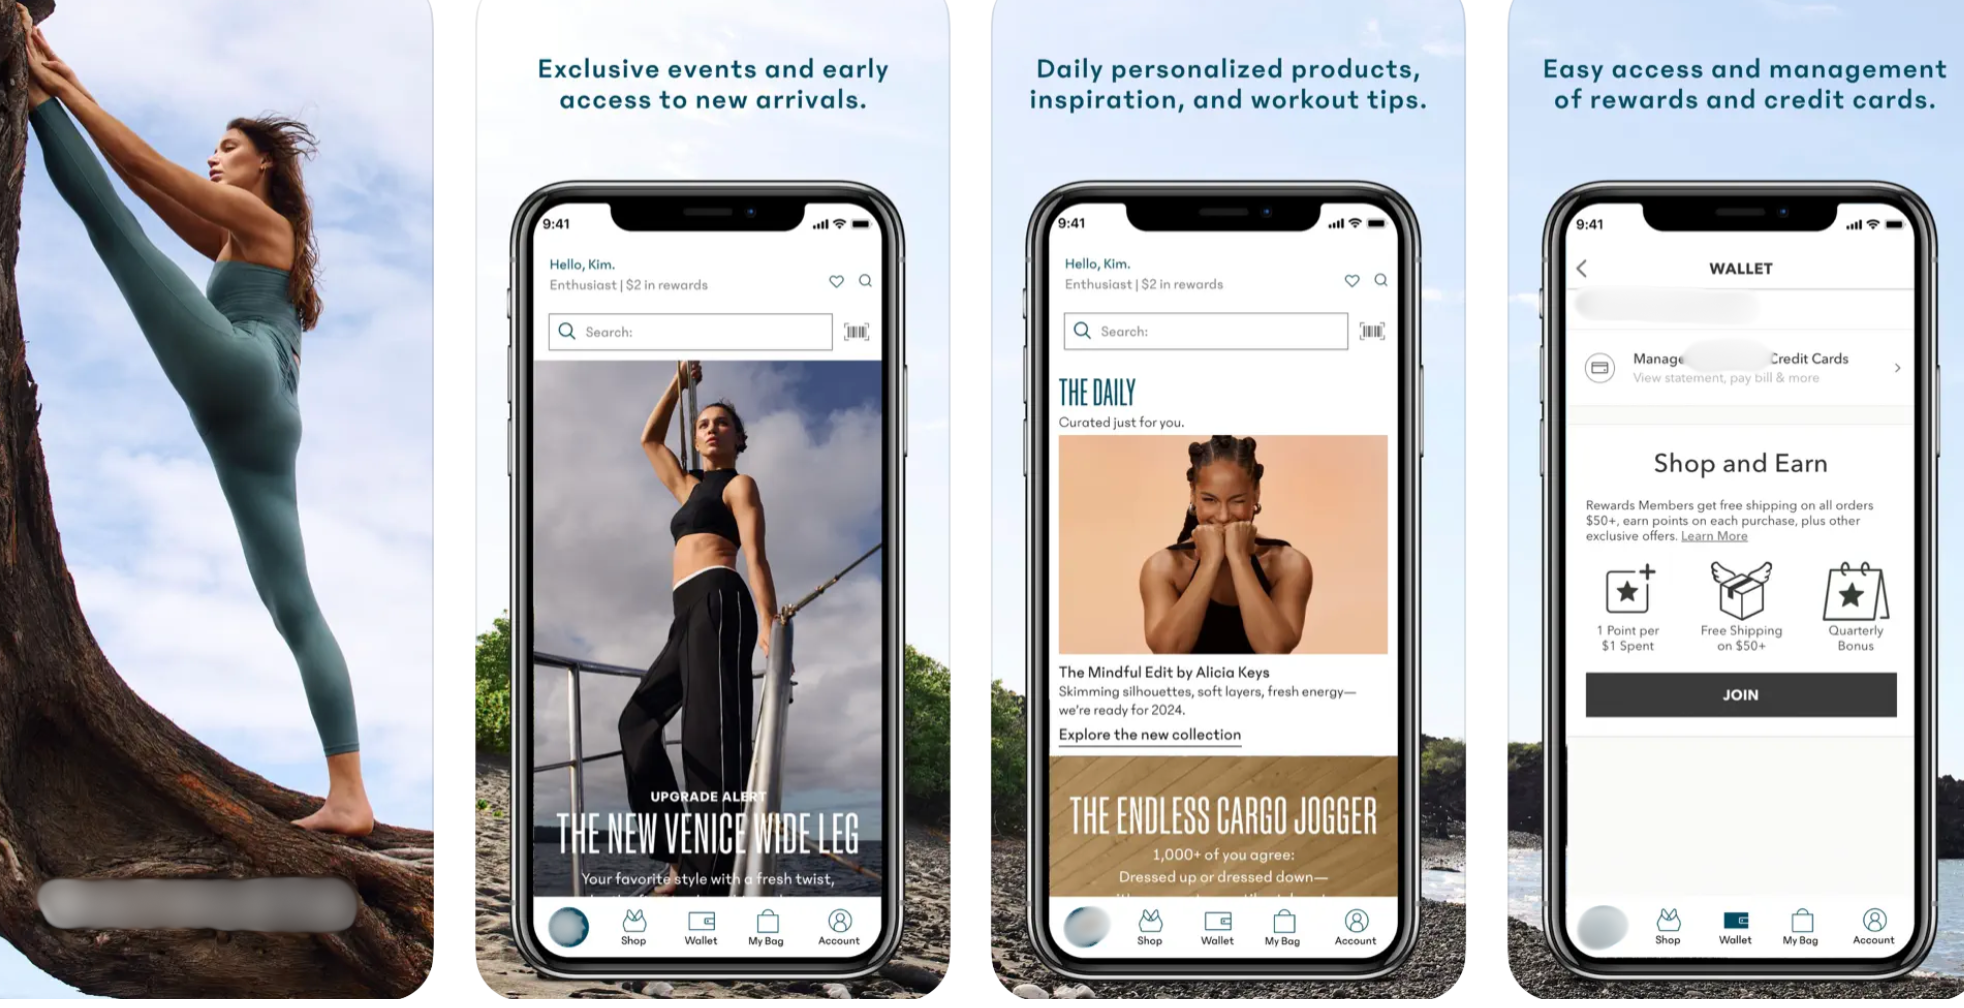 Exclusive events and early
access to new arrivals.
9:41
Hello, Kim.
Enthusiast | $2 in rewards
Search:
UPGRADE ALERT
THE NEW VENICE WIDE LEG
Your favorite style with a fresh twist,
Shop
Wallet
My Bag
Account
Daily personalized products,
inspiration, and workout tips.
9:41
Hello, Kim.
Enthusiast | $2 in rewards
Search:
THE DAILY
Curated just for you.
The Mindful Edit by Alicia Keys
Skimming silhouettes, soft layers, fresh energy—
we're ready for 2024.
Explore the new collection
THE ENDLESS CARGO JOGGER
1,000+ of you agree:
Dressed up or dressed down—
Shop
Wallet
My Bag
Account
Easy access and management
of rewards and credit cards.
9:41
WALLET
Manage Credit Cards
View statement, pay bill & more
Shop and Earn
Rewards Members get free shipping on all orders
$50+, earn points on each purchase, plus other
exclusive offers. Learn More
1 Point per
$1 Spent
Free Shipping
on $50+
Quarterly
Bonus
JOIN
Shop
Wallet
My Bag
Account